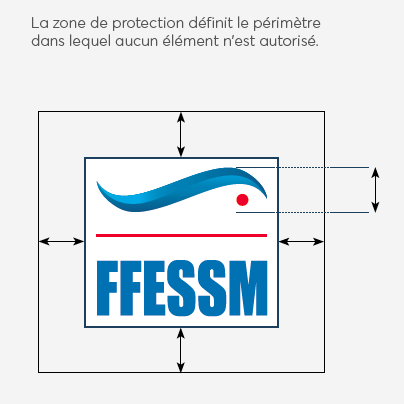 La zone de protection définit le périmètre
dans lequel aucun élément n'est autorisé.
FFESSM